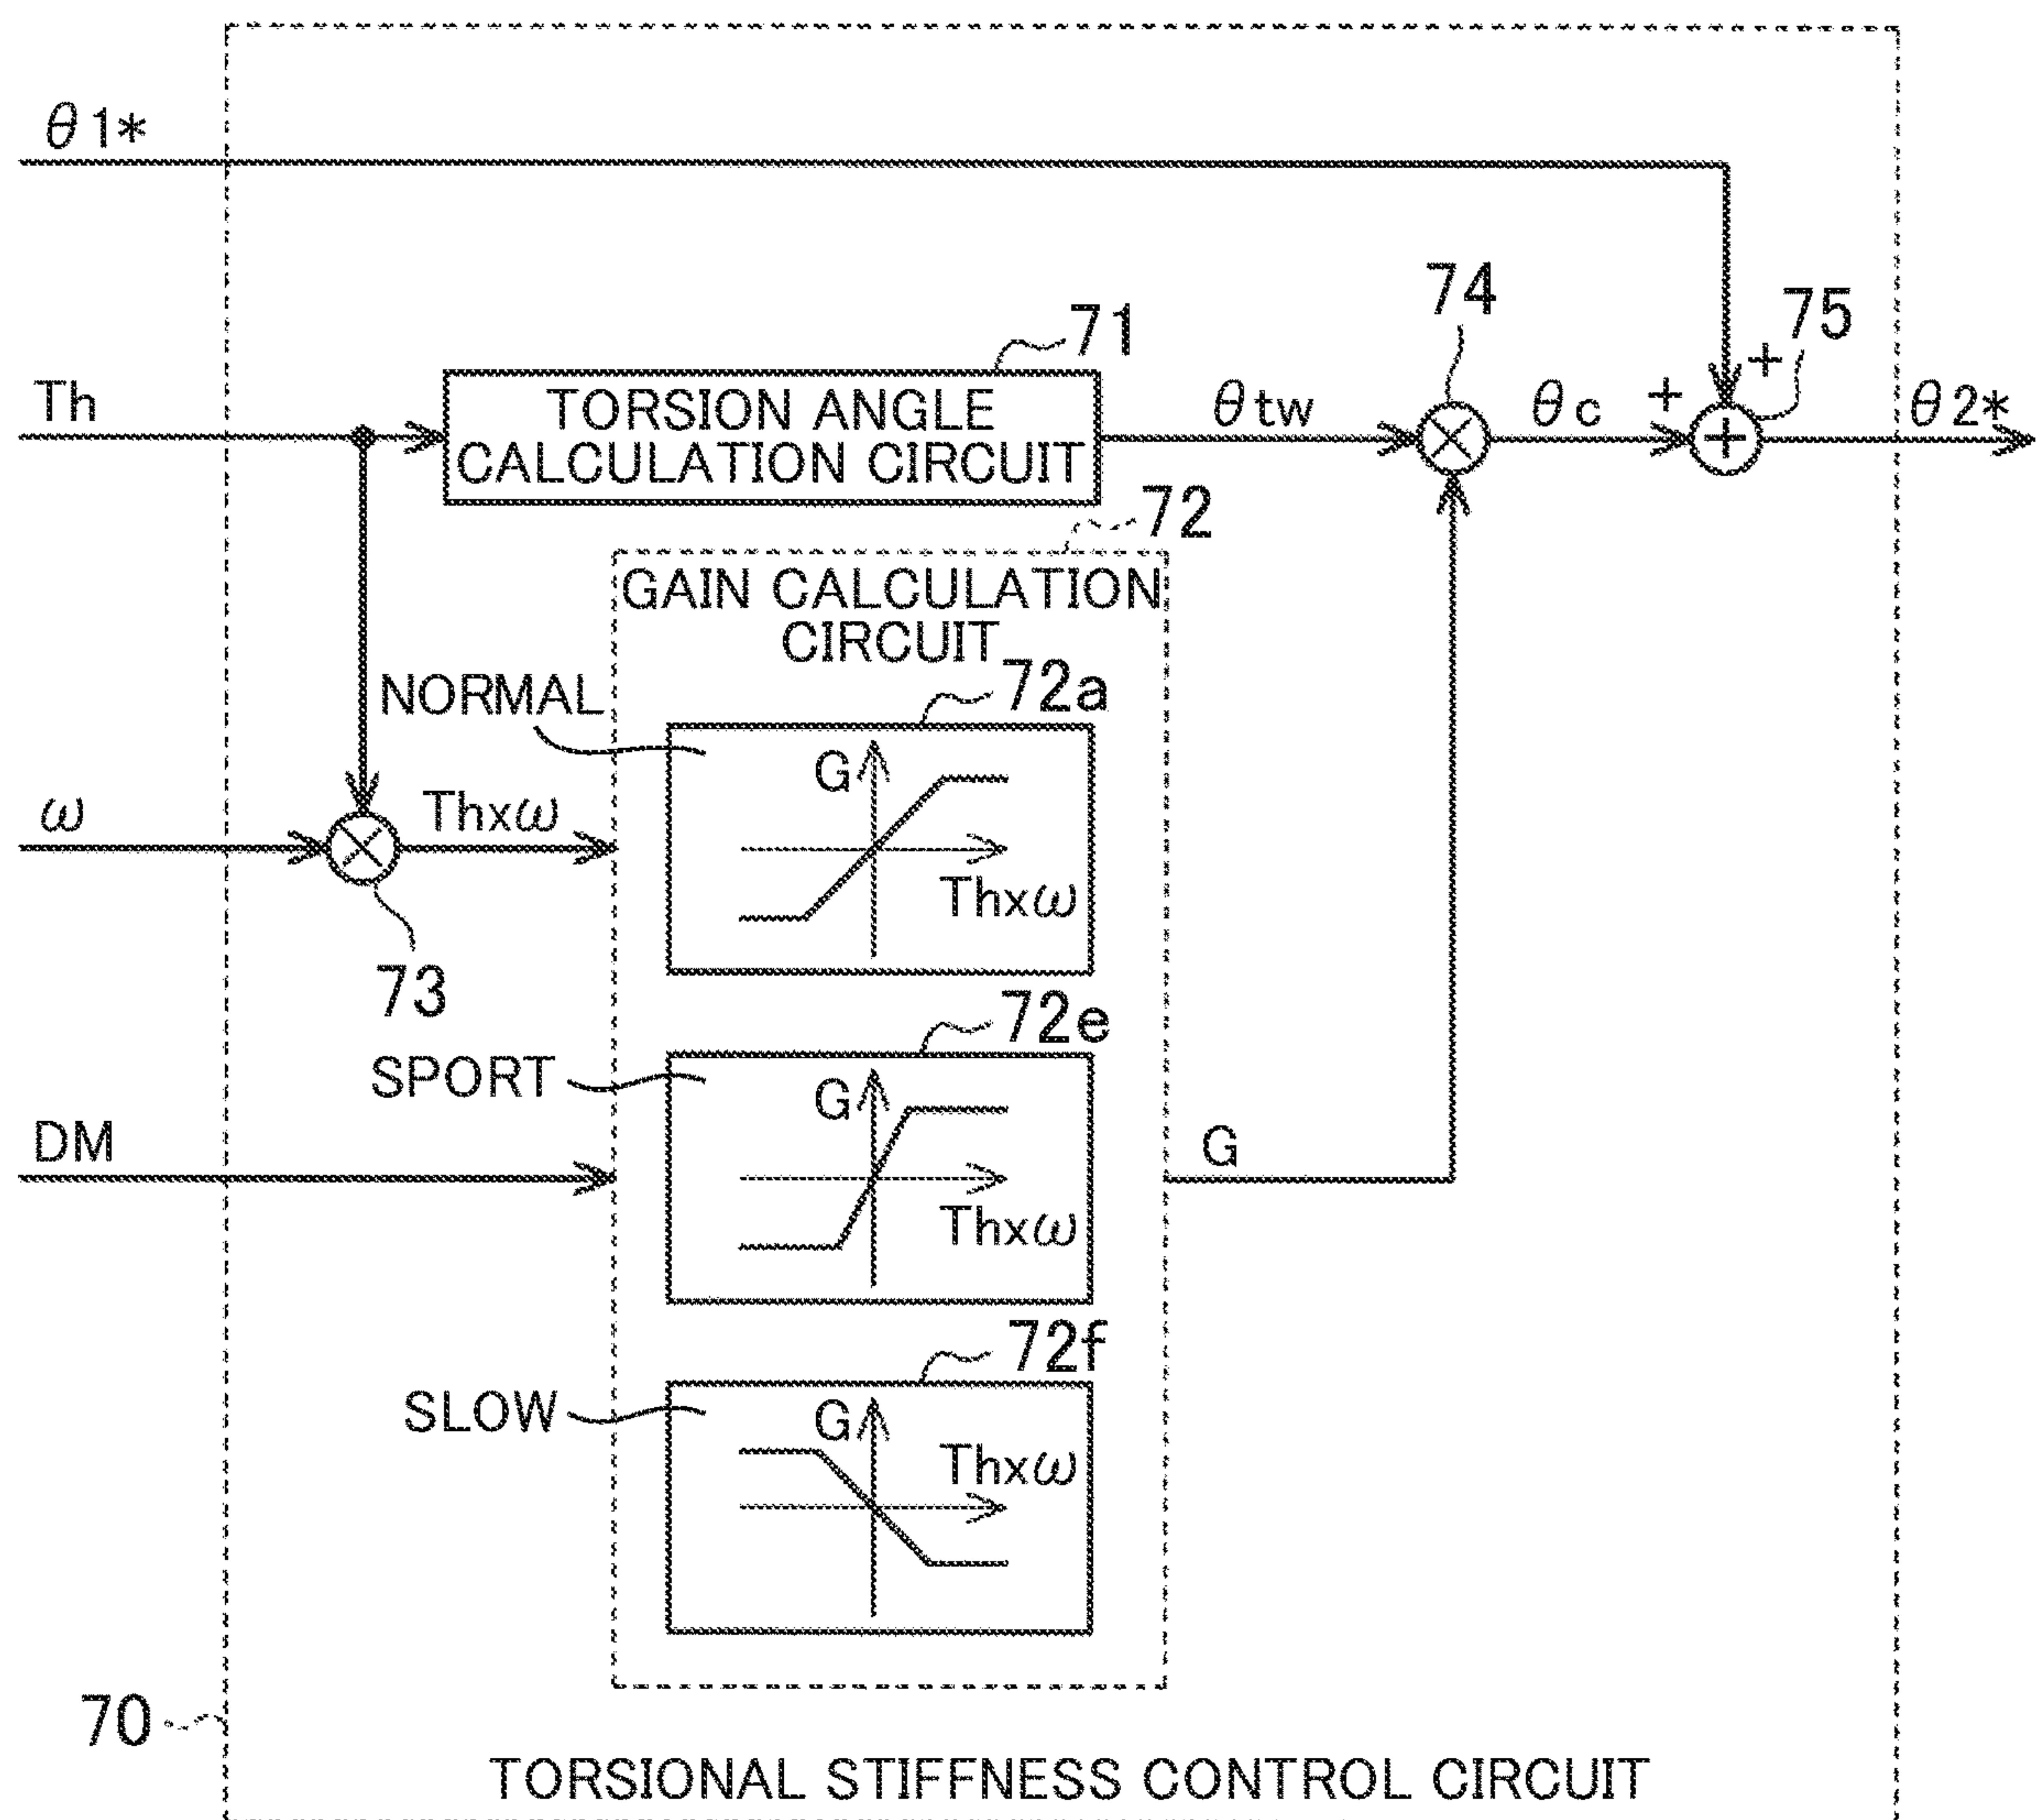 θ1*
74
75
71
+
Th
TORSION ANGLE
CALCULATION CIRCUIT
θtw
θc
+
θ2*
72
GAIN CALCULATION
CIRCUIT
NORMAL
72a
G
Thxω
ω
Thxω
73
72e
SPORT
G
Thxω
DM
G
72f
SLOW
G
Thxω
70
TORSIONAL STIFFNESS CONTROL CIRCUIT